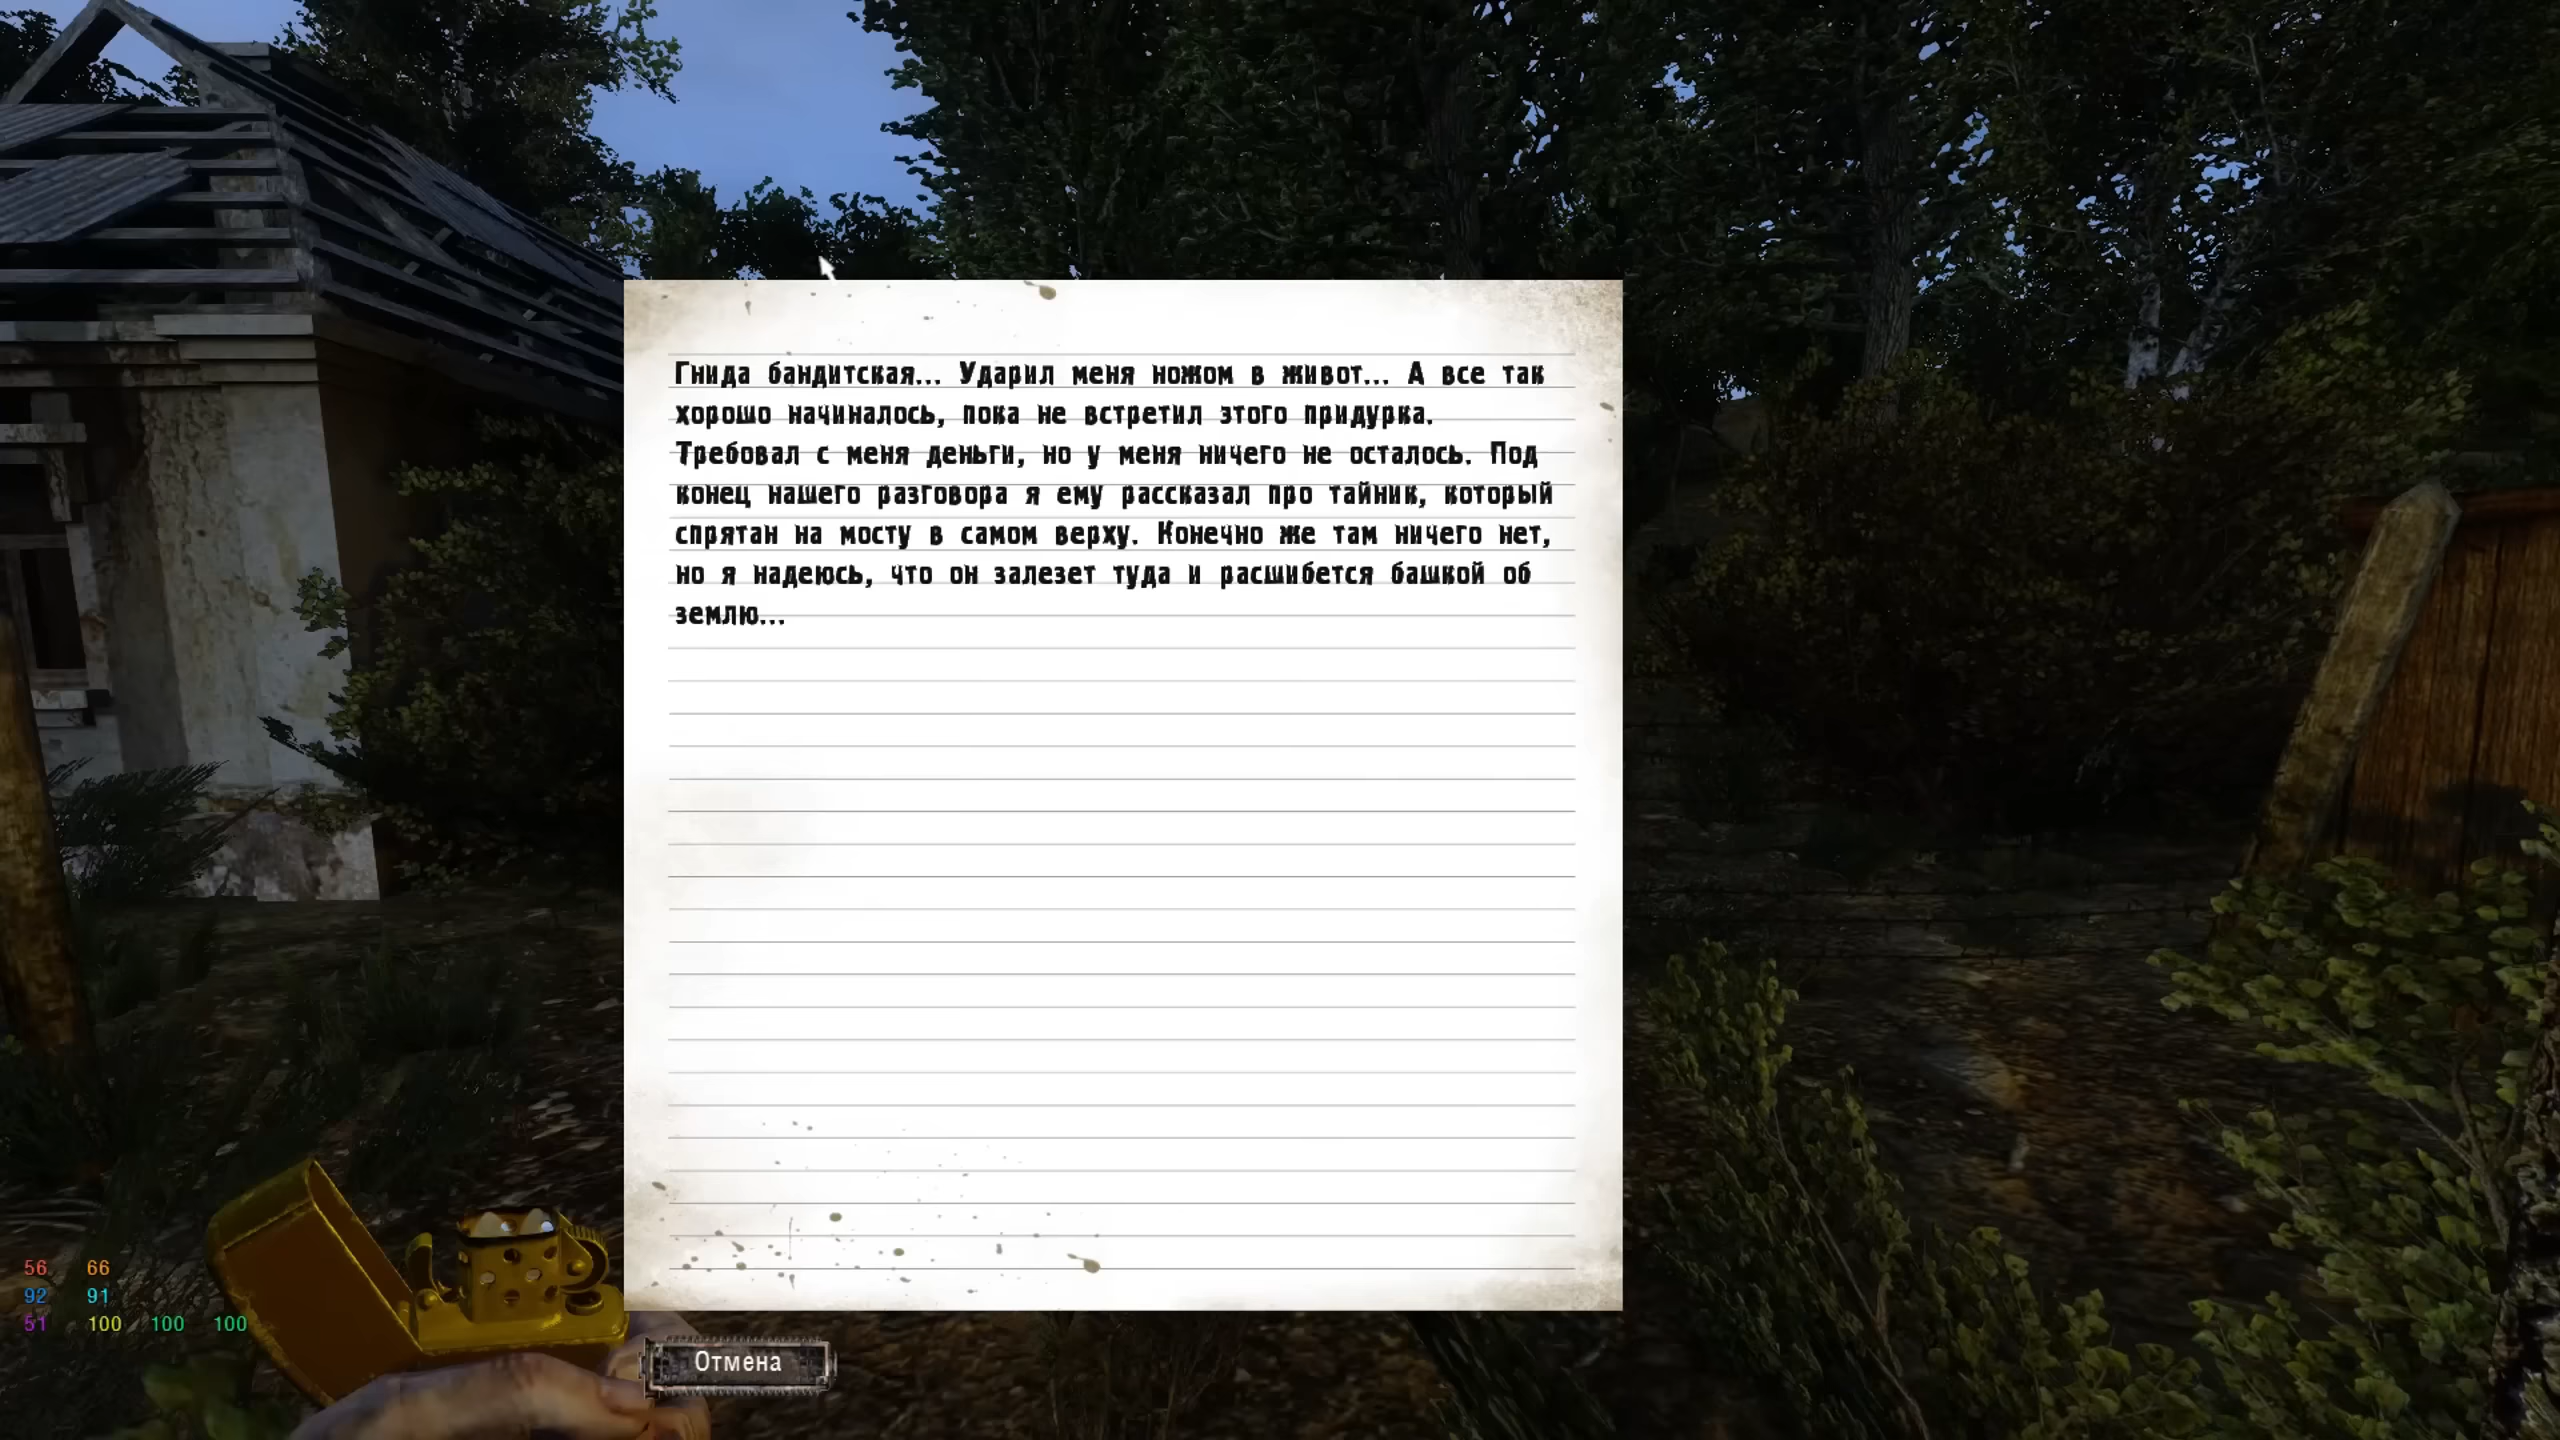 Гнида бандитская... Ударил меня ножом в живот... А все так
хорошо начиналось, пока не встретил этого придурка.
Требовал с меня деньги, но у меня ничего не осталось. Под
конец нашего разговора я ему рассказал про тайник, который
спрятан на мосту в самом верху. Конечно же там ничего нет,
но я надеюсь, что он залезет туда и расшибется башкой об
землю...
56 66
92 91
51 100 100 100
Отмена